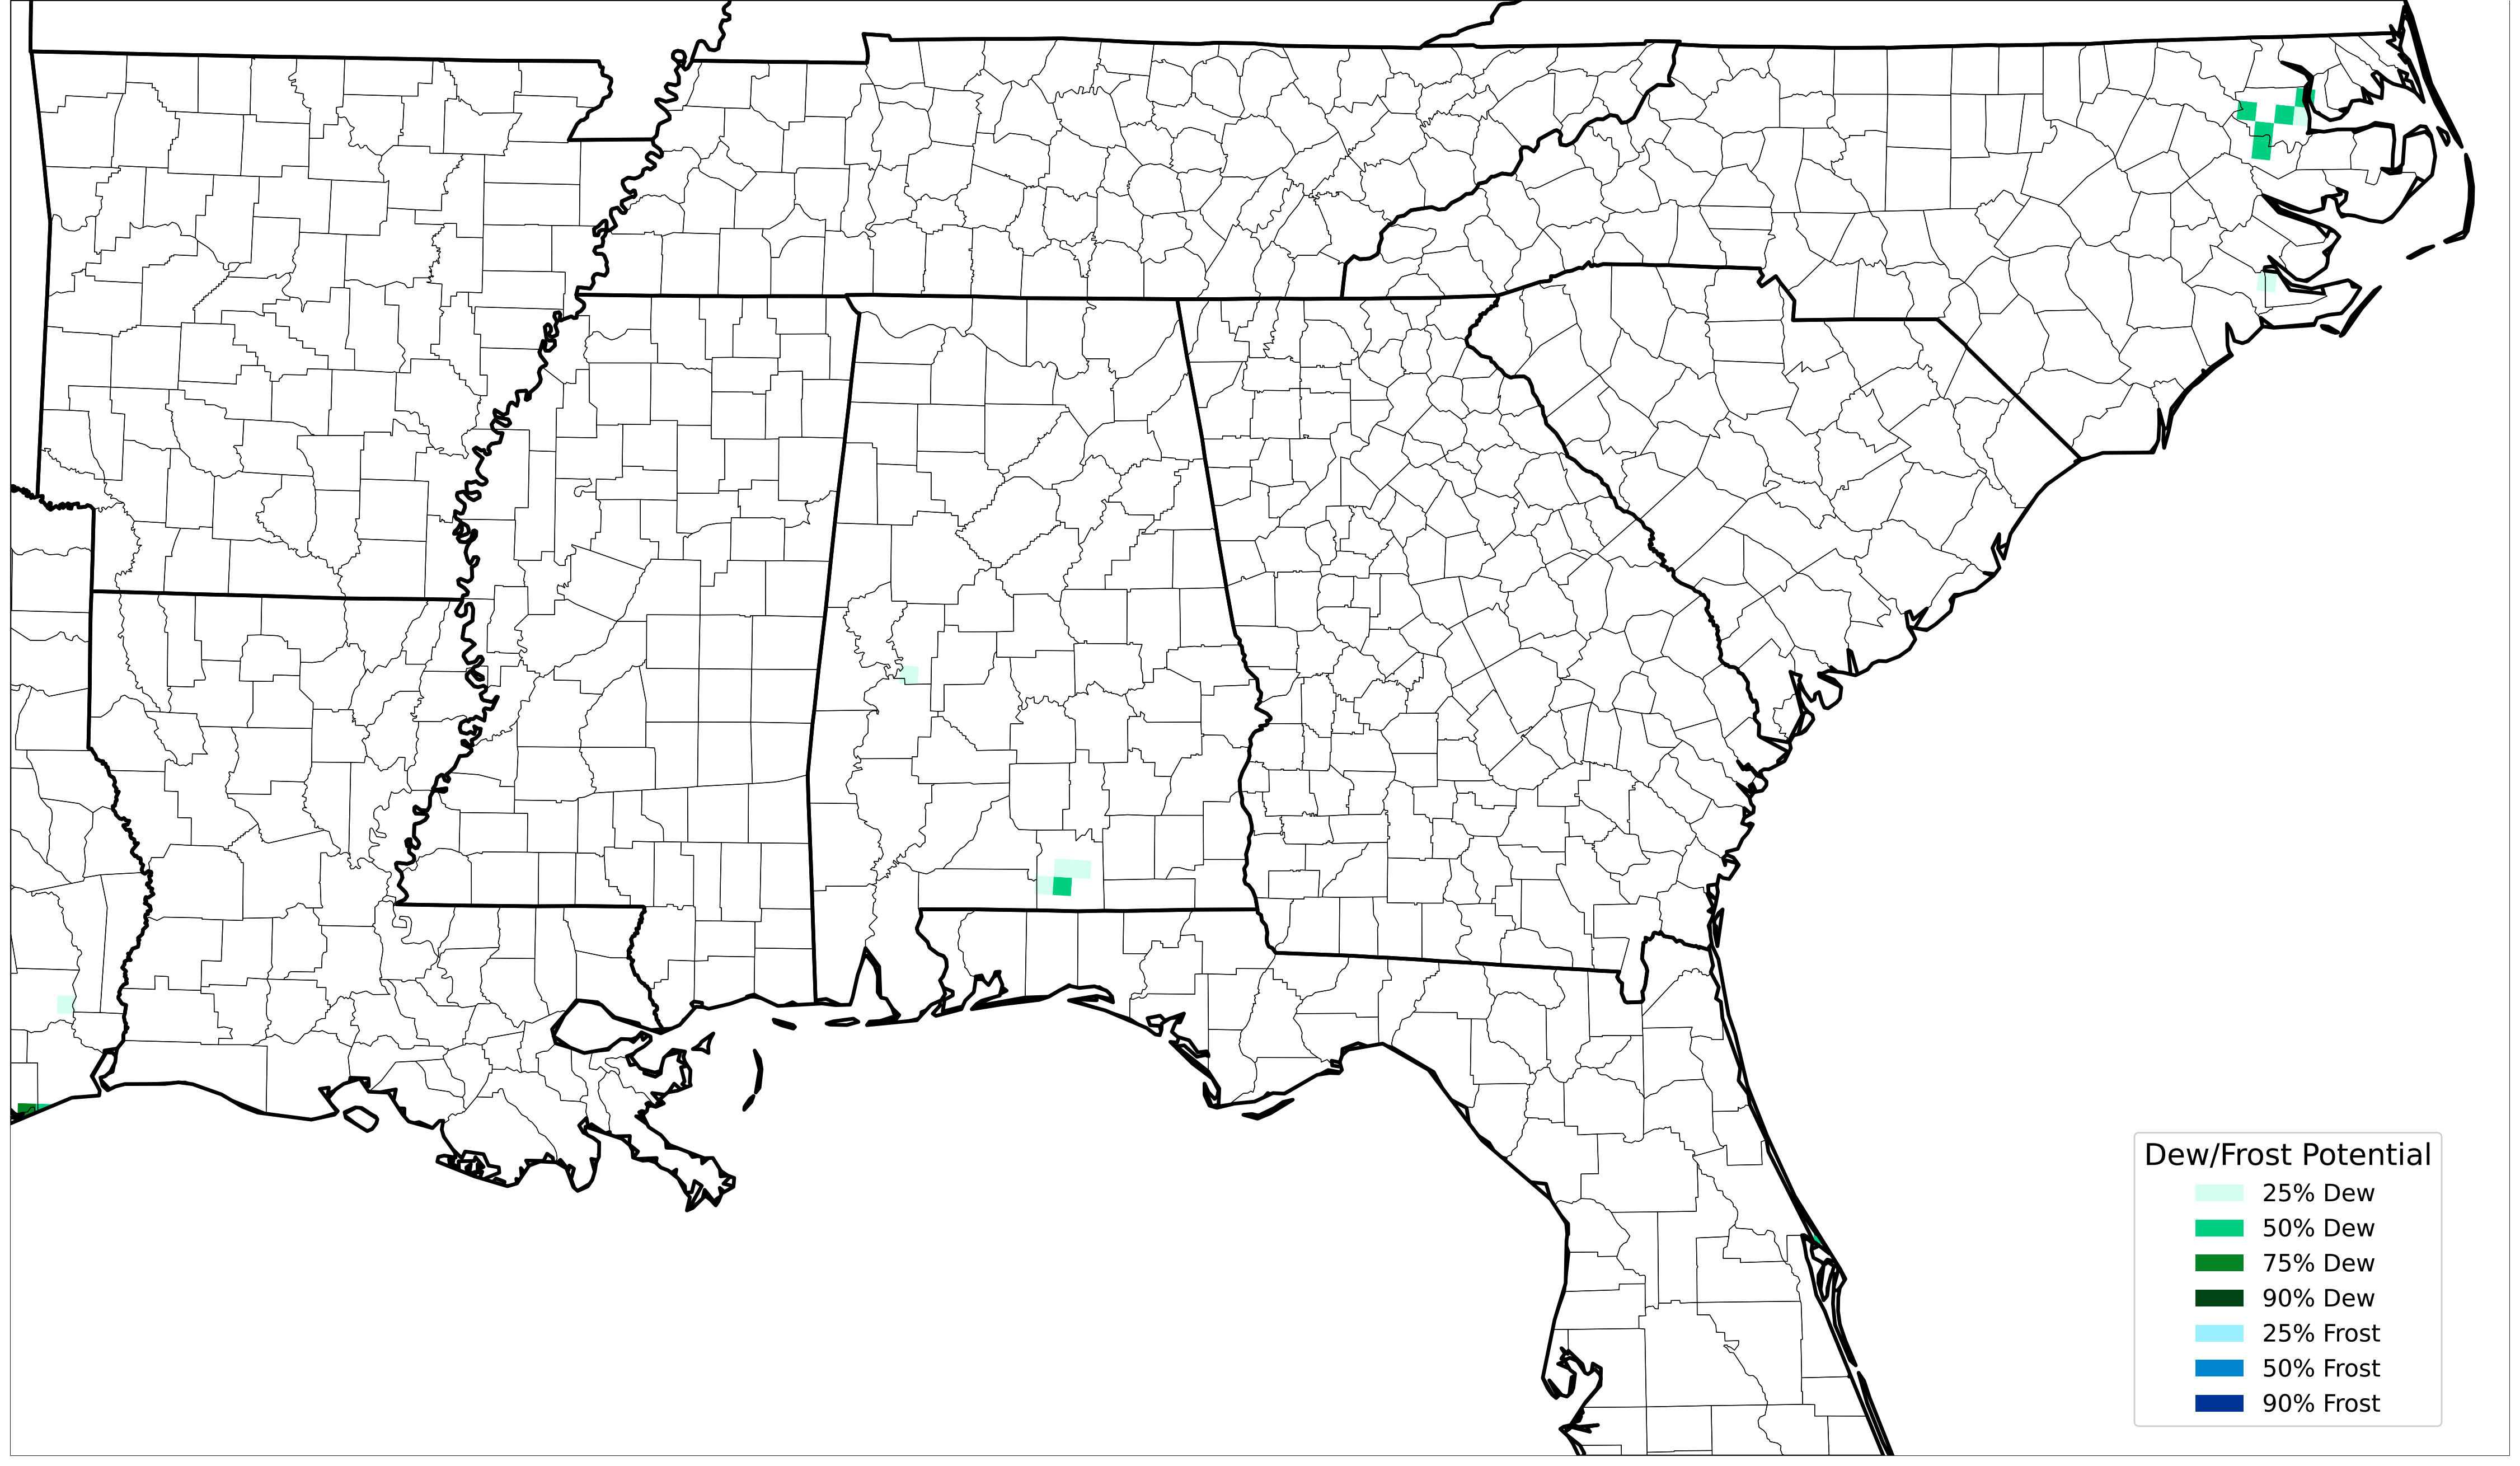 Dew/Frost Potential
25% Dew
50% Dew
75% Dew
90% Dew
25% Frost
50% Frost
90% Frost